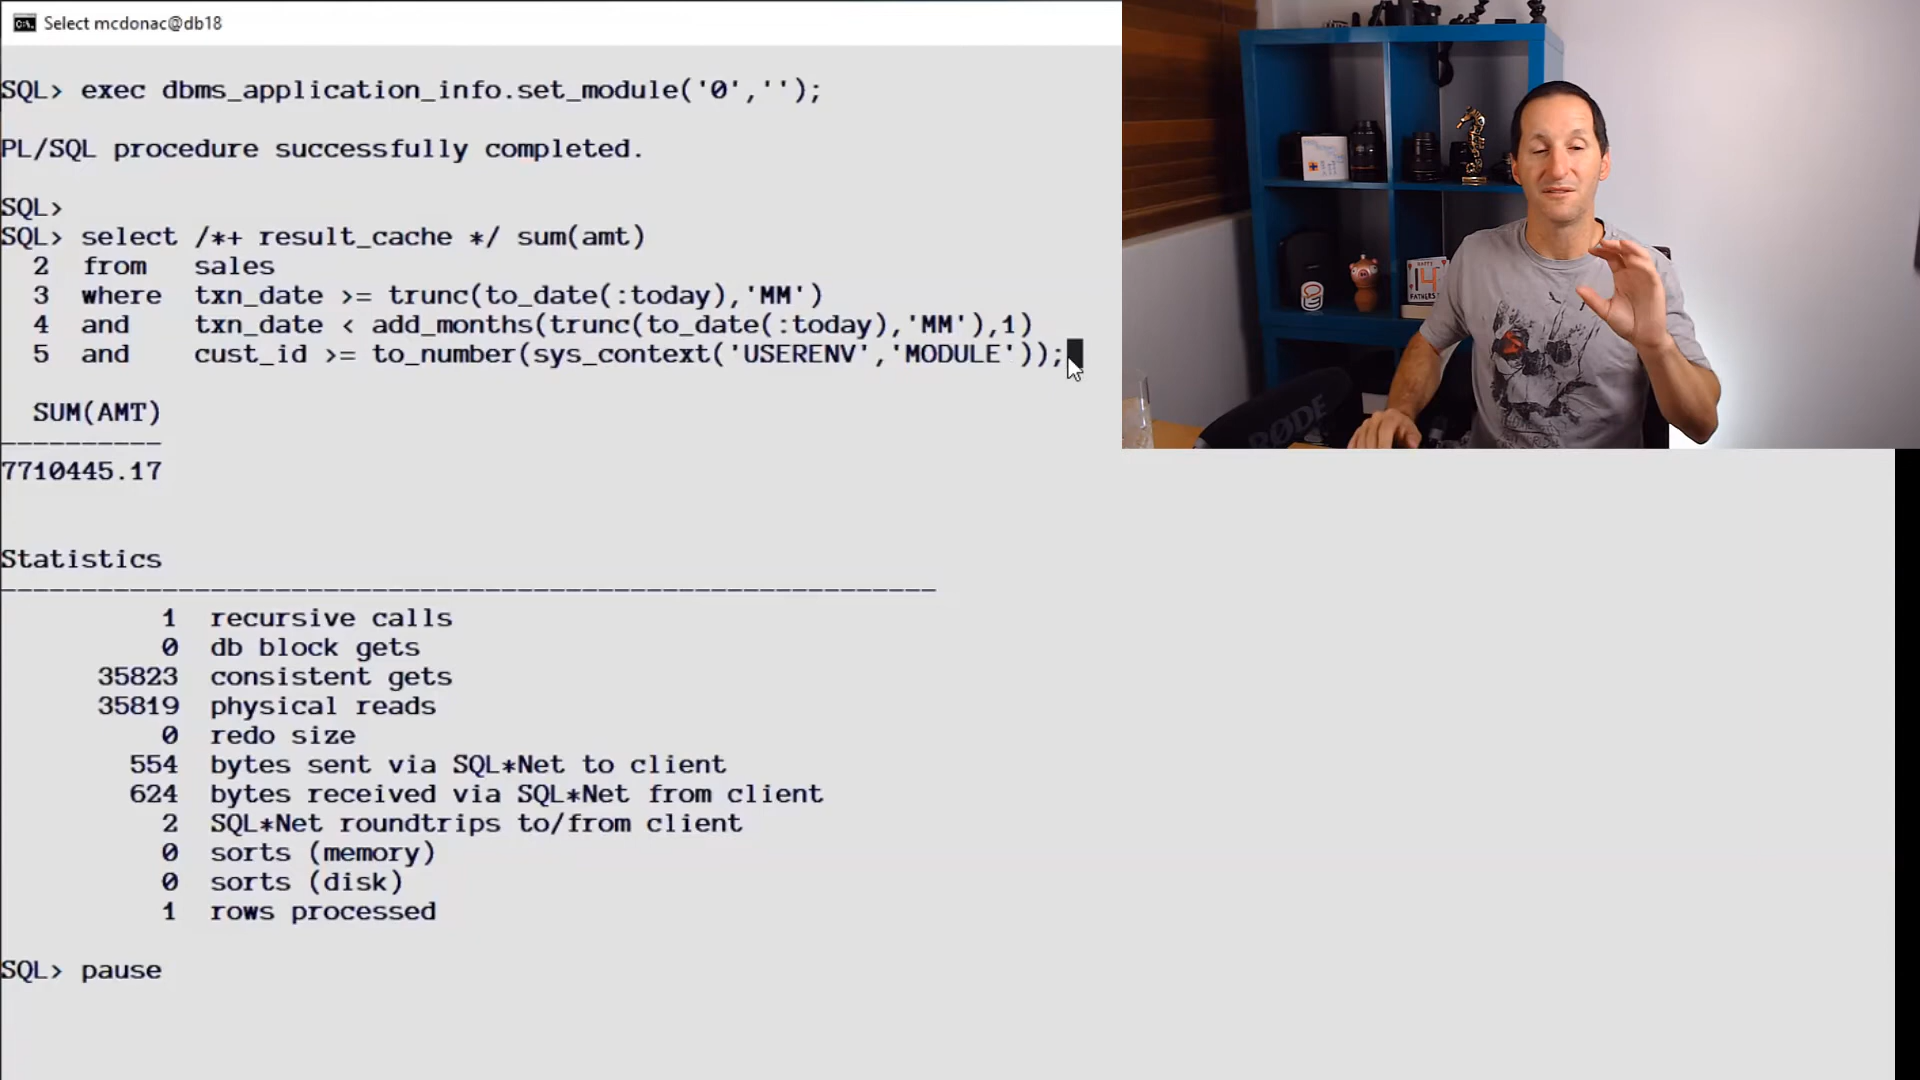 Select mcdonac@db18
SQL> exec dbms_application_info.set_module('0','');
PL/SQL procedure successfully completed.
SQL>
SQL> select /*+ result_cache */ sum(amt)
2 from sales
3 where txn_date >= trunc(to_date(:today),'MM')
4 and txn_date < add_months(trunc(to_date(:today),'MM'),1)
5 and cust_id >= to_number(sys_context('USERENV','MODULE'));
SUM(AMT)
----------
7710445.17
Statistics
----------------------------------------------------------
1 recursive calls
0 db block gets
35823 consistent gets
35819 physical reads
0 redo size
554 bytes sent via SQL*Net to client
624 bytes received via SQL*Net from client
2 SQL*Net roundtrips to/from client
0 sorts (memory)
0 sorts (disk)
1 rows processed
SQL> pause
14
RØDE